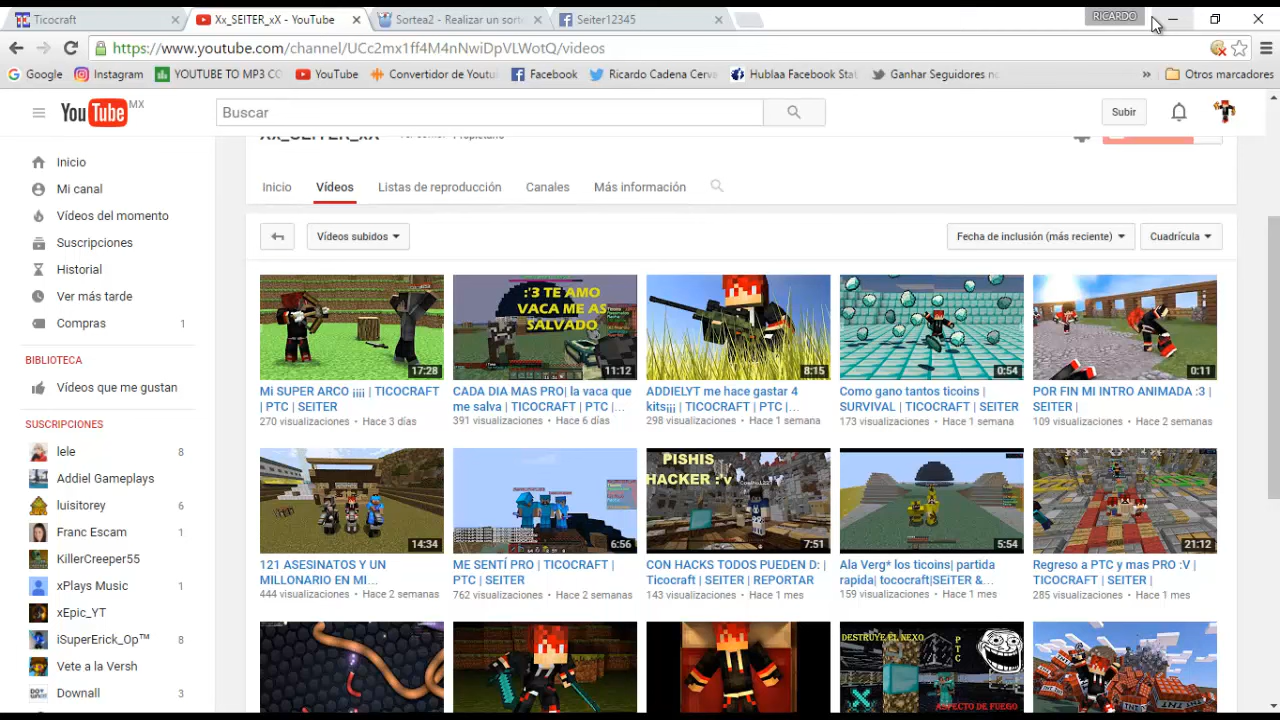 Ticocraft
Xx_SEITER_xX - YouTube
Sortea2 - Realizar un sorte
Seiter12345
RICARDO
https://www.youtube.com/channel/UCc2mx1ff4M4nNwiDpVLWotQ/videos
Google
Instagram
YOUTUBE TO MP3 CO
YouTube
Convertidor de Youtu
Facebook
Ricardo Cadena Cerva
Hublaa Facebook Stat
Ganhar Seguidores no
»
Otros marcadores
YouTube MX
Buscar
Subir
Xx_SEITER_xX
Inicio
Vídeos
Listas de reproducción
Canales
Más información
Vídeos subidos
Fecha de inclusión (más reciente)
Cuadrícula
Inicio
Mi canal
Vídeos del momento
Suscripciones
Historial
Ver más tarde
Compras 1
BIBLIOTECA
Vídeos que me gustan
SUSCRIPCIONES
lele 8
Addiel Gameplays
luisitorey 6
Franc Escam 1
KillerCreeper55
xPlays Music 1
xEpic_YT
iSuperErick_Op™ 8
Vete a la Versh
Downall 3
17:28
Mi SUPER ARCO ¡¡¡¡ | TICOCRAFT
| PTC | SEITER
270 visualizaciones • Hace 3 días
:3 TE AMO
VACA ME AS
SALVADO
11:12
CADA DIA MAS PRO| la vaca que
me salva | TICOCRAFT | PTC |...
391 visualizaciones • Hace 6 días
8:15
ADDIELYT me hace gastar 4
kits¡¡¡ | TICOCRAFT | PTC |...
298 visualizaciones • Hace 1 semana
0:54
Como gano tantos ticoins |
SURVIVAL | TICOCRAFT | SEITER
173 visualizaciones • Hace 1 semana
0:11
POR FIN MI INTRO ANIMADA :3 |
SEITER |
109 visualizaciones • Hace 2 semanas
14:34
121 ASESINATOS Y UN
MILLONARIO EN MI...
444 visualizaciones • Hace 2 semanas
6:56
ME SENTÍ PRO | TICOCRAFT |
PTC | SEITER
762 visualizaciones • Hace 2 semanas
PISHIS
HACKER :v
7:51
CON HACKS TODOS PUEDEN D: |
Ticocraft | SEITER | REPORTAR
143 visualizaciones • Hace 1 mes
5:54
Ala Verg* los ticoins| partida
rapida| tococraft|SEiTER &...
159 visualizaciones • Hace 1 mes
21:12
Regreso a PTC y mas PRO :V |
TICOCRAFT | SEITER |
285 visualizaciones • Hace 1 mes
DESTRUYE EL NEXO
P
T
C
ASPECTO DE FUEGO